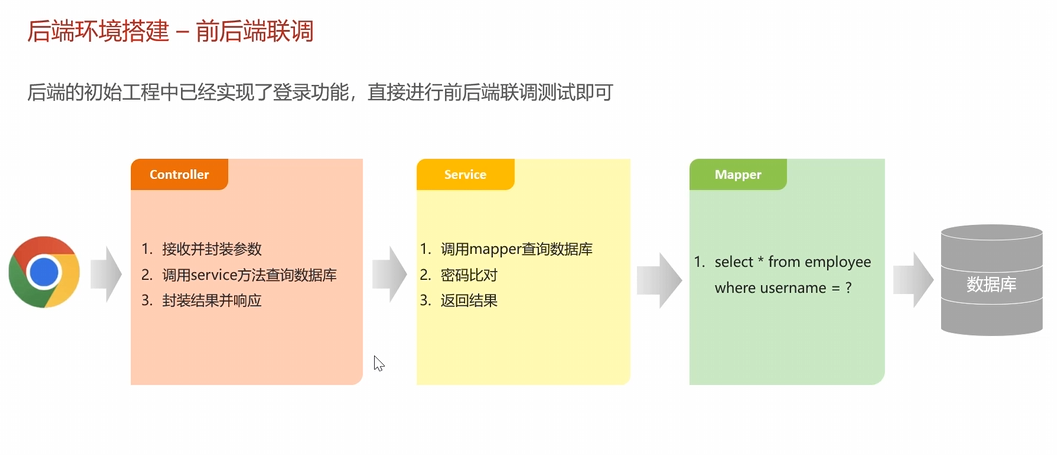 后端环境搭建 – 前后端联调
后端的初始工程中已经实现了登录功能，直接进行前后端联调测试即可
Controller
1. 接收并封装参数
2. 调用service方法查询数据库
3. 封装结果并响应
Service
1. 调用mapper查询数据库
2. 密码比对
3. 返回结果
Mapper
1. select * from employee
where username = ?
数据库